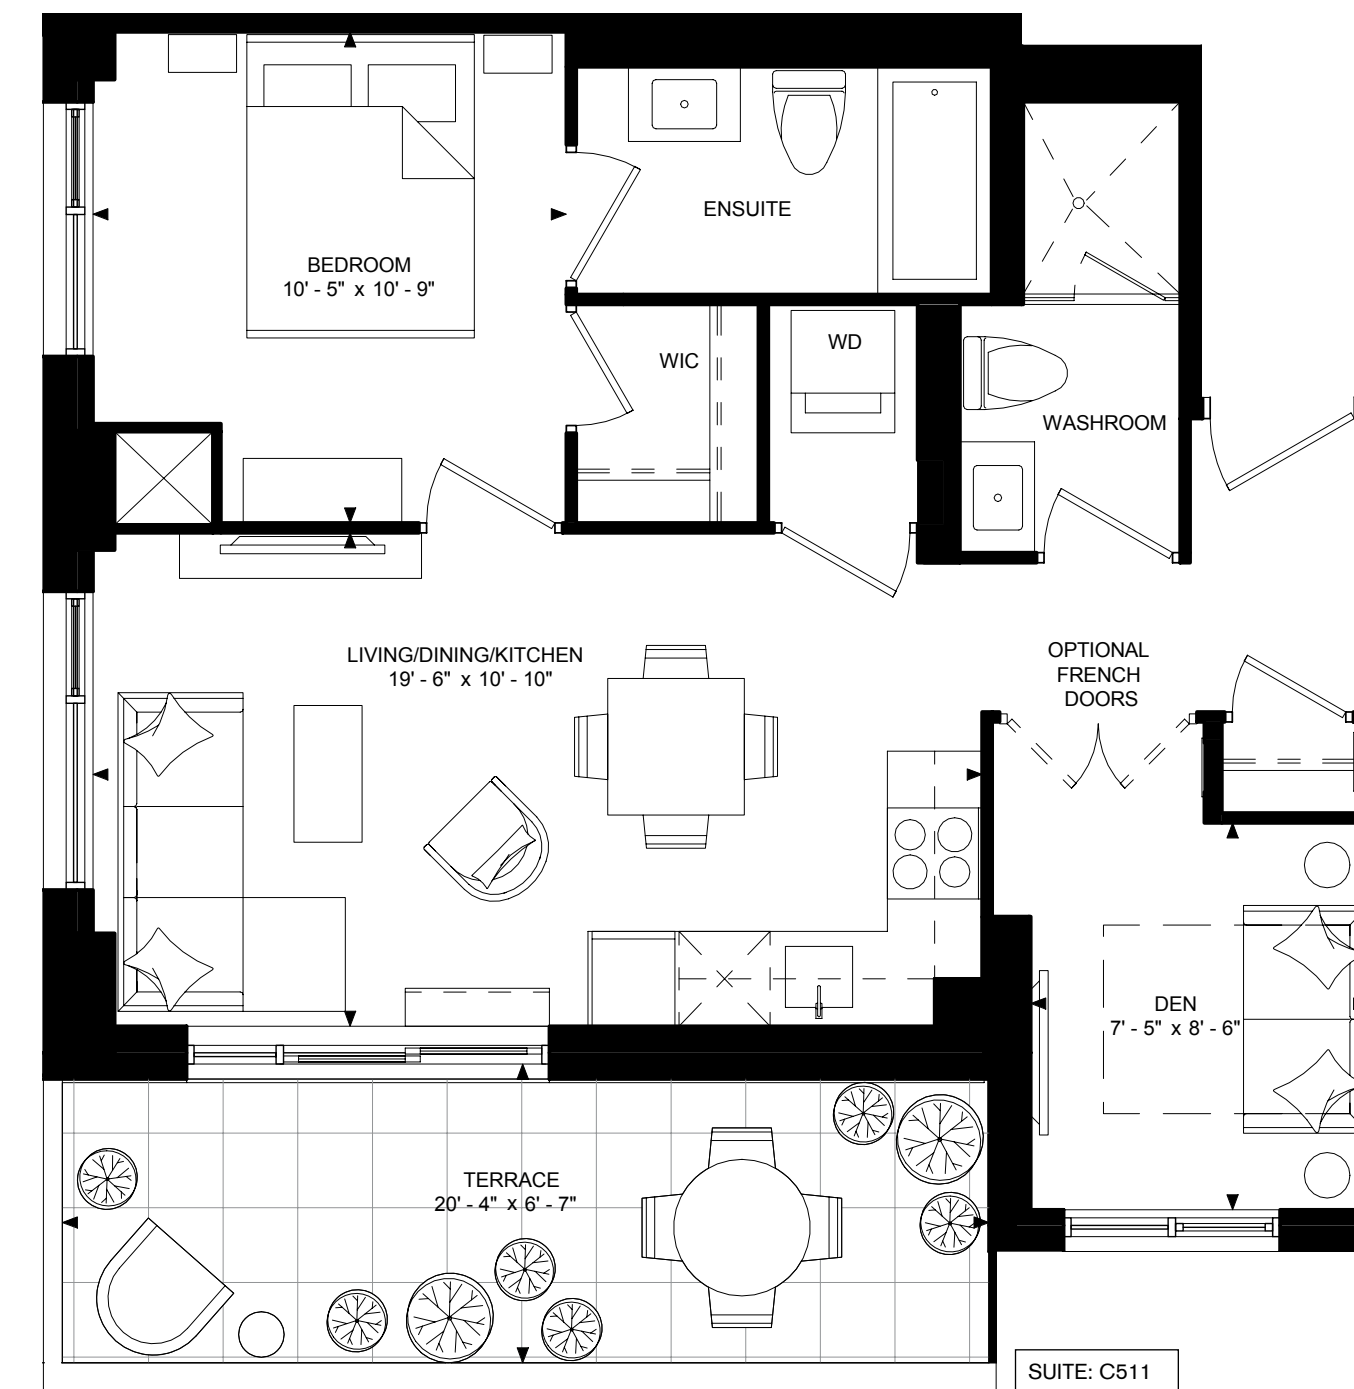 ENSUITE
BEDROOM
10' - 5" x 10' - 9"
WIC
WD
WASHROOM
LIVING/DINING/KITCHEN
19' - 6" x 10' - 10"
OPTIONAL
FRENCH
DOORS
DEN
7' - 5" x 8' - 6"
TERRACE
20' - 4" x 6' - 7"
SUITE: C511